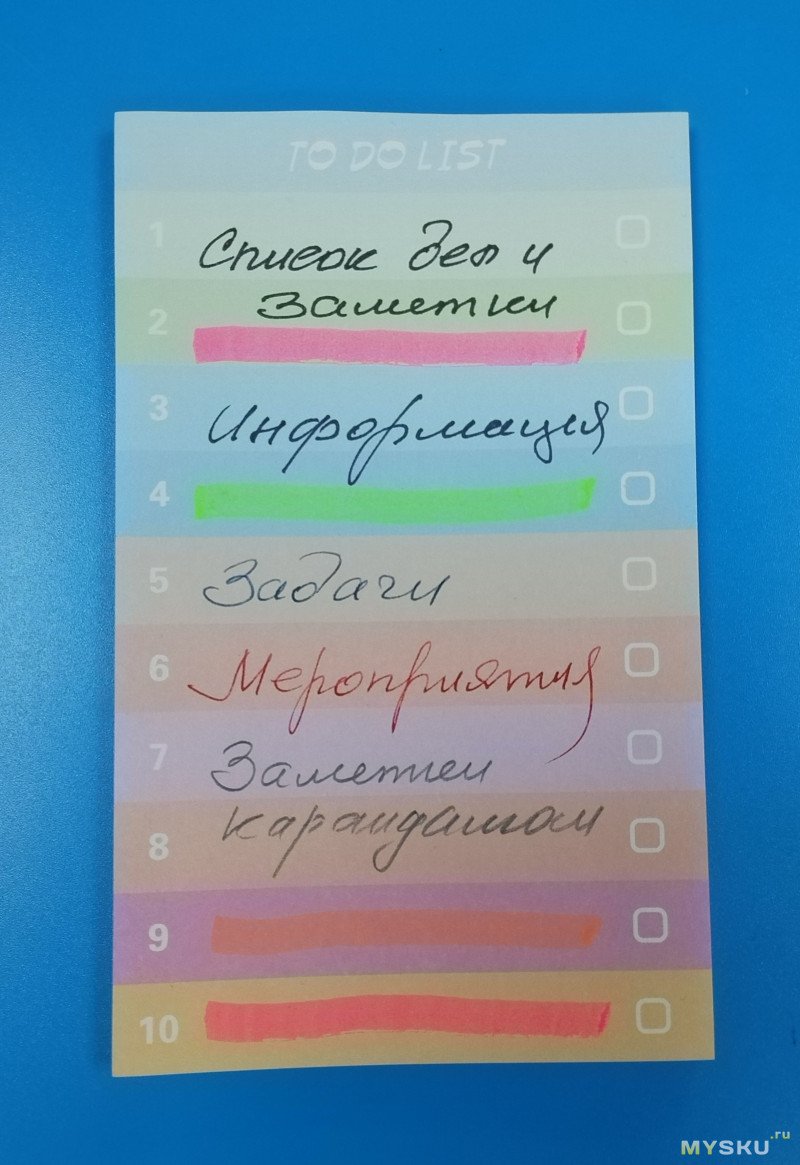 TO DO LIST
1 Список дел и
2 заметки
3 Информация
4
5 Задачи
6 Мероприятия
7 Заметки
8 карандашом
9
10
MYSKU.ru